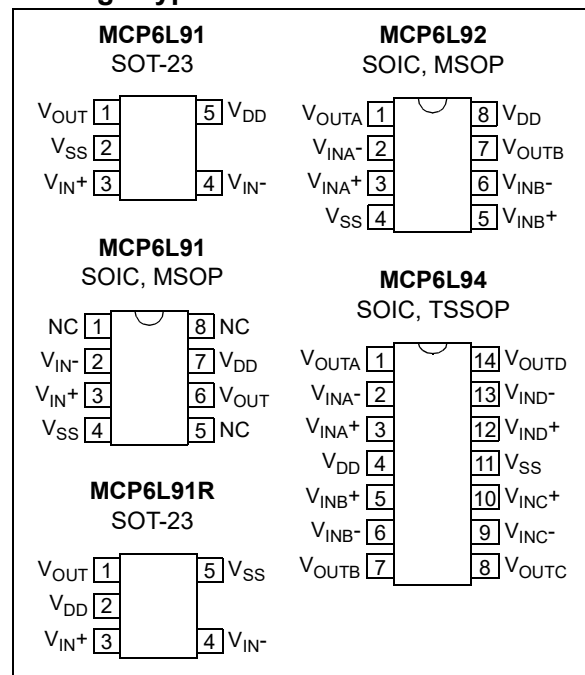 MCP6L91
SOT-23
VOUT 1
5 VDD
VSS 2
VIN+ 3
4 VIN-
MCP6L91
SOIC, MSOP
NC 1
8 NC
VIN- 2
7 VDD
VIN+ 3
6 VOUT
VSS 4
5 NC
MCP6L91R
SOT-23
VOUT 1
5 VSS
VDD 2
VIN+ 3
4 VIN-
MCP6L92
SOIC, MSOP
VOUTA 1
8 VDD
VINA- 2
7 VOUTB
VINA+ 3
6 VINB-
VSS 4
5 VINB+
MCP6L94
SOIC, TSSOP
VOUTA 1
14 VOUTD
VINA- 2
13 VIND-
VINA+ 3
12 VIND+
VDD 4
11 VSS
VINB+ 5
10 VINC+
VINB- 6
9 VINC-
VOUTB 7
8 VOUTC